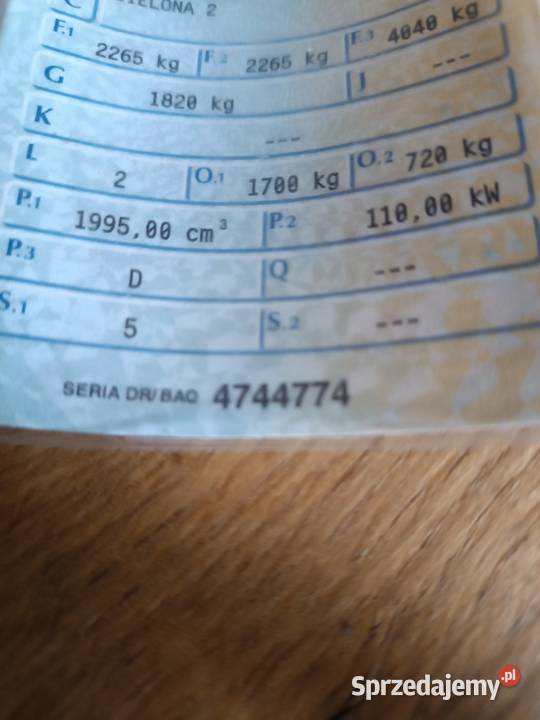 C IELONA 2
F.1 2265 kg F.2 2265 kg F.3 4040 kg
G 1820 kg J ---
K ---
L 2 O.1 1700 kg O.2 720 kg
P.1 1995,00 cm³ P.2 110,00 kW
P.3 D Q ---
S.1 5 S.2 ---
SERIA DR/BAQ 4744774
Sprzedajemy.pl